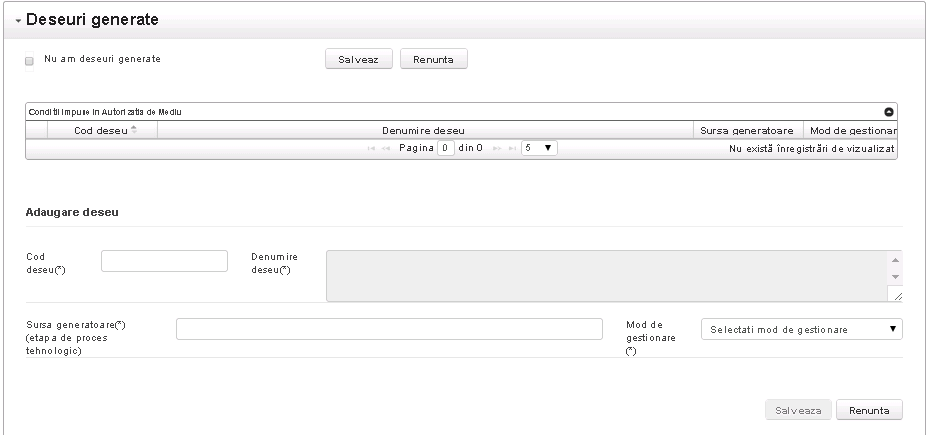 Deseuri generate
Nu am deseuri generate
Salveaz
Renunta
Conditii impuse in Autorizatia de Mediu
Cod deseu
Denumire deseu
Sursa generatoare
Mod de gestionar
Pagina 0 din 0
5
Nu există înregistrări de vizualizat
Adaugare deseu
Cod
deseu(*)
Denumire
deseu(*)
Sursa generatoare(*)
(etapa de proces
tehnologic)
Mod de
gestionare
(*)
Selectati mod de gestionare
Salveaza
Renunta